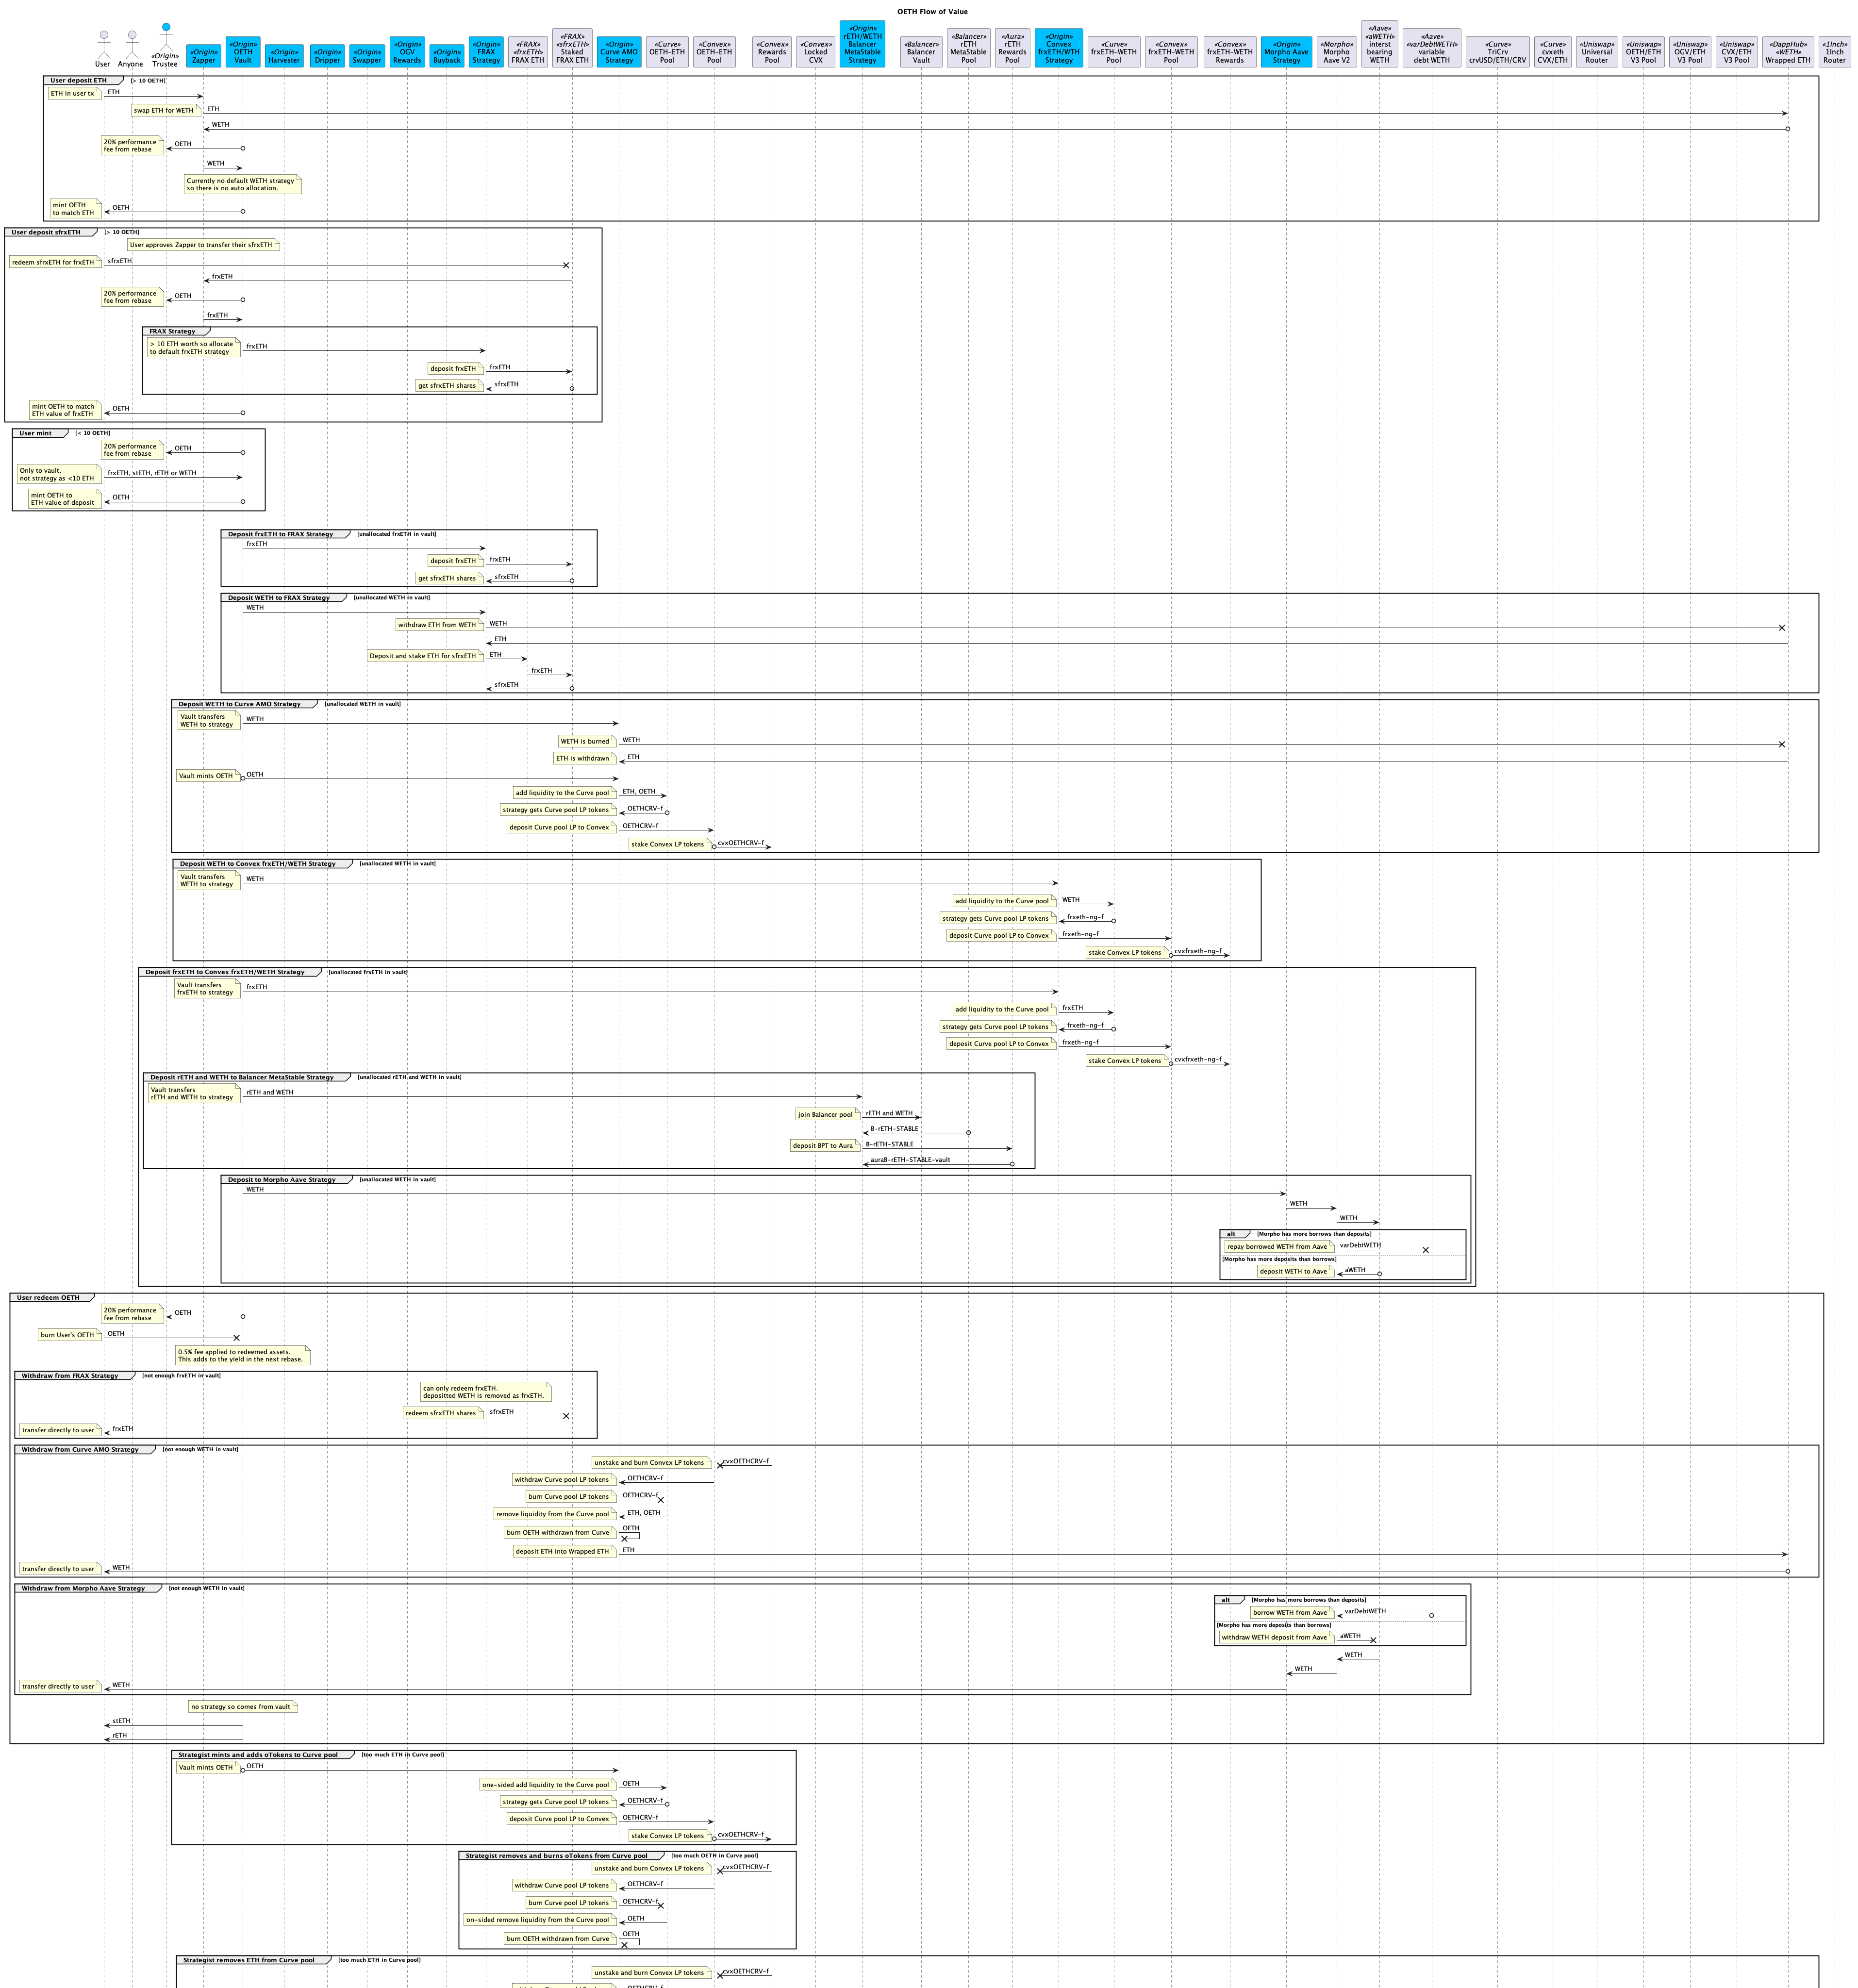 OETH Flow of Value
User
Anyone
«Origin»
Trustee
«Origin»
Zapper
«Origin»
OETH
Vault
«Origin»
Harvester
«Origin»
Dripper
«Origin»
Swapper
«Origin»
OGV
Rewards
«Origin»
Buyback
«Origin»
FRAX
Strategy
«FRAX»
«frxETH»
FRAX ETH
«FRAX»
«sfrxETH»
Staked
FRAX ETH
«Origin»
Curve AMO
Strategy
«Curve»
OETH-ETH
Pool
«Convex»
OETH-ETH
Pool
«Convex»
Rewards
Pool
«Convex»
Locked
CVX
«Origin»
rETH/WETH
Balancer
MetaStable
Strategy
«Balancer»
Balancer
Vault
«Balancer»
rETH
MetaStable
Pool
«Aura»
rETH
Rewards
Pool
«Origin»
Convex
frxETH/WTH
Strategy
«Curve»
frxETH-WETH
Pool
«Convex»
frxETH-WETH
Pool
«Convex»
frxETH-WETH
Rewards
«Origin»
Morpho Aave
Strategy
«Morpho»
Morpho
Aave V2
«Aave»
«aWETH»
interst
bearing
WETH
«Aave»
«varDebtWETH»
variable
debt WETH
«Curve»
TriCrv
crvUSD/ETH/CRV
«Curve»
cvxeth
CVX/ETH
«Uniswap»
Universal
Router
«Uniswap»
OETH/ETH
V3 Pool
«Uniswap»
OGV/ETH
V3 Pool
«Uniswap»
CVX/ETH
V3 Pool
«DappHub»
«WETH»
Wrapped ETH
«1Inch»
1Inch
Router
User deposit ETH [> 10 OETH]
ETH in user tx ETH
swap ETH for WETH ETH
WETH
20% performance
fee from rebase OETH
WETH
Currently no default WETH strategy
so there is no auto allocation.
mint OETH
to match ETH OETH
User deposit sfrxETH [> 10 OETH]
User approves Zapper to transfer their sfrxETH
redeem sfrxETH for frxETH sfrxETH
frxETH
20% performance
fee from rebase OETH
frxETH
FRAX Strategy
> 10 ETH worth so allocate
to default frxETH strategy frxETH
deposit frxETH frxETH
get sfrxETH shares sfrxETH
mint OETH to match
ETH value of frxETH OETH
User mint [< 10 OETH]
20% performance
fee from rebase OETH
Only to vault,
not strategy as <10 ETH frxETH, stETH, rETH or WETH
mint OETH to
ETH value of deposit OETH
Deposit frxETH to FRAX Strategy [unallocated frxETH in vault]
frxETH
deposit frxETH frxETH
get sfrxETH shares sfrxETH
Deposit WETH to FRAX Strategy [unallocated WETH in vault]
WETH
withdraw ETH from WETH WETH
ETH
Deposit and stake ETH for sfrxETH ETH
frxETH
sfrxETH
Deposit WETH to Curve AMO Strategy [unallocated WETH in vault]
Vault transfers
WETH to strategy WETH
WETH is burned WETH
ETH is withdrawn ETH
Vault mints OETH OETH
add liquidity to the Curve pool ETH, OETH
strategy gets Curve pool LP tokens OETHCRV-f
deposit Curve pool LP to Convex OETHCRV-f
stake Convex LP tokens cvxOETHCRV-f
Deposit WETH to Convex frxETH/WETH Strategy [unallocated WETH in vault]
Vault transfers
WETH to strategy WETH
add liquidity to the Curve pool WETH
strategy gets Curve pool LP tokens frxeth-ng-f
deposit Curve pool LP to Convex frxeth-ng-f
stake Convex LP tokens cvxfrxeth-ng-f
Deposit frxETH to Convex frxETH/WETH Strategy [unallocated frxETH in vault]
Vault transfers
frxETH to strategy frxETH
add liquidity to the Curve pool frxETH
strategy gets Curve pool LP tokens frxeth-ng-f
deposit Curve pool LP to Convex frxeth-ng-f
stake Convex LP tokens cvxfrxeth-ng-f
Deposit rETH and WETH to Balancer MetaStable Strategy [unallocated rETH and WETH in vault]
Vault transfers
rETH and WETH to strategy rETH and WETH
join Balancer pool rETH and WETH
B-rETH-STABLE
deposit BPT to Aura B-rETH-STABLE
auraB-rETH-STABLE-vault
Deposit to Morpho Aave Strategy [unallocated WETH in vault]
WETH
WETH
WETH
alt [Morpho has more borrows than deposits]
repay borrowed WETH from Aave varDebtWETH
[Morpho has more deposits than borrows]
deposit WETH to Aave aWETH
User redeem OETH
20% performance
fee from rebase OETH
burn User's OETH OETH
0.5% fee applied to redeemed assets.
This adds to the yield in the next rebase.
Withdraw from FRAX Strategy [not enough frxETH in vault]
can only redeem frxETH.
depositted WETH is removed as frxETH.
redeem sfrxETH shares sfrxETH
transfer directly to user frxETH
Withdraw from Curve AMO Strategy [not enough WETH in vault]
unstake and burn Convex LP tokens cvxOETHCRV-f
withdraw Curve pool LP tokens OETHCRV-f
burn Curve pool LP tokens OETHCRV-f
remove liquidity from the Curve pool ETH, OETH
burn OETH withdrawn from Curve OETH
deposit ETH into Wrapped ETH ETH
transfer directly to user WETH
Withdraw from Morpho Aave Strategy [not enough WETH in vault]
alt [Morpho has more borrows than deposits]
borrow WETH from Aave varDebtWETH
[Morpho has more deposits than borrows]
withdraw WETH deposit from Aave aWETH
WETH
WETH
transfer directly to user WETH
no strategy so comes from vault
stETH
rETH
Strategist mints and adds oTokens to Curve pool [too much ETH in Curve pool]
Vault mints OETH OETH
one-sided add liquidity to the Curve pool OETH
strategy gets Curve pool LP tokens OETHCRV-f
deposit Curve pool LP to Convex OETHCRV-f
stake Convex LP tokens cvxOETHCRV-f
Strategist removes and burns oTokens from Curve pool [too much OETH in Curve pool]
unstake and burn Convex LP tokens cvxOETHCRV-f
withdraw Curve pool LP tokens OETHCRV-f
burn Curve pool LP tokens OETHCRV-f
on-sided remove liquidity from the Curve pool OETH
burn OETH withdrawn from Curve OETH
Strategist removes ETH from Curve pool [too much ETH in Curve pool]
unstake and burn Convex LP tokens cvxOETHCRV-f